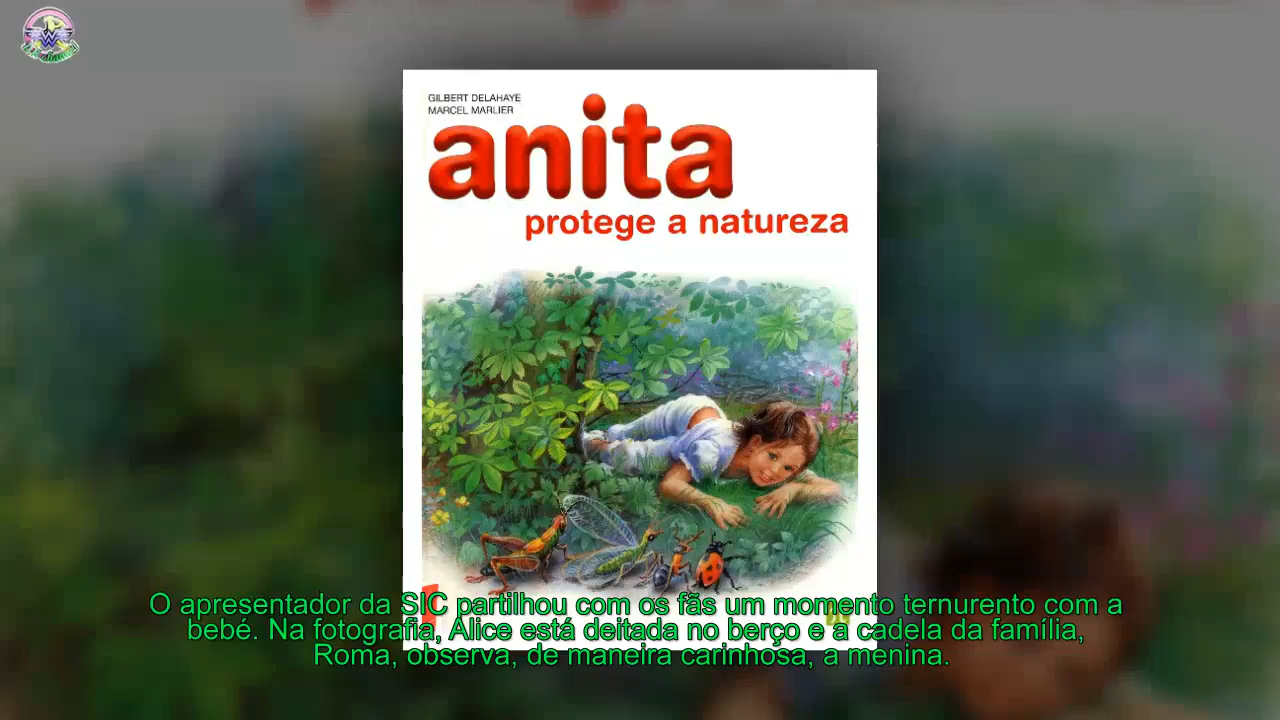 GILBERT DELAHAYE
MARCEL MARLIER
anita
protege a natureza
O apresentador da SIC partilhou com os fãs um momento ternurento com a
bebé. Na fotografia, Alice está deitada no berço e a cadela da família,
Roma, observa, de maneira carinhosa, a menina.